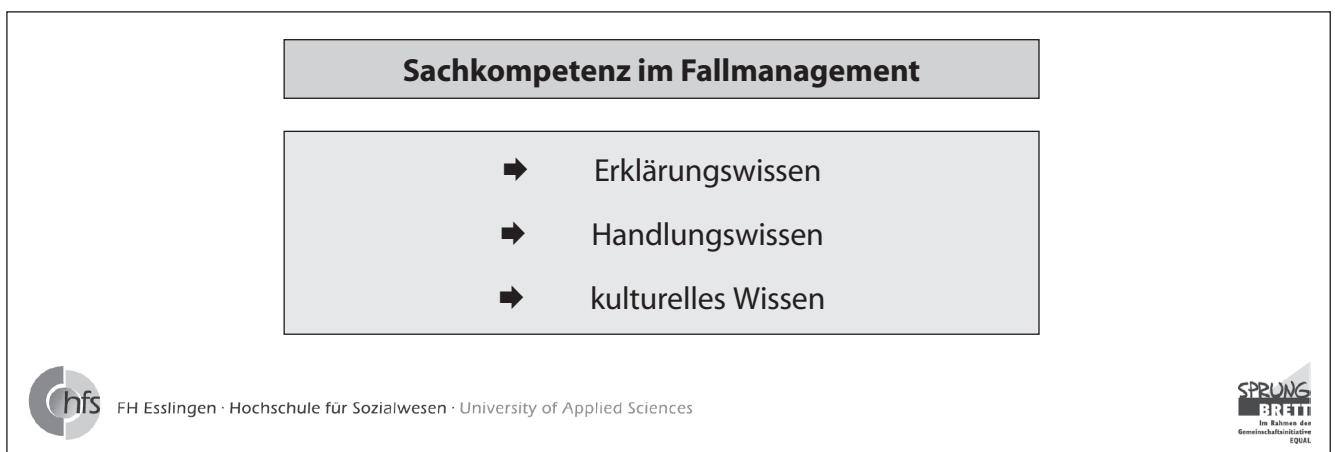 Sachkompetenz im Fallmanagement
Erklärungswissen
Handlungswissen
kulturelles Wissen
hfs FH Esslingen · Hochschule für Sozialwesen · University of Applied Sciences
SPRUNG
BRETT
Im Rahmen der
Gemeinschaftsinitiative
EQUAL